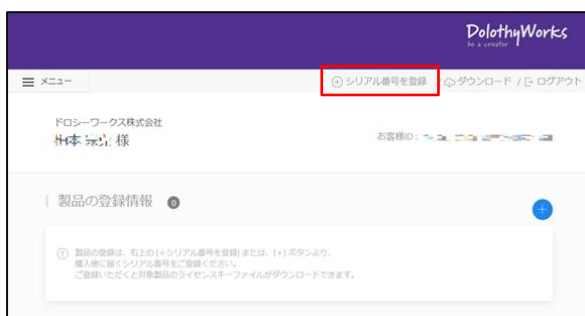 DolothyWorks
to a creator
メニュー
シリアル番号を登録 / ダウンロード / ログアウト
ドロシーワークス株式会社
様
お客様ID:
製品の登録情報 0
製品の登録は、右上の[+シリアル番号を登録]または、[+]ボタンより、
購入後に届くシリアル番号をご登録ください。
ご登録いただくと対象製品のライセンスキーファイルがダウンロードできます。